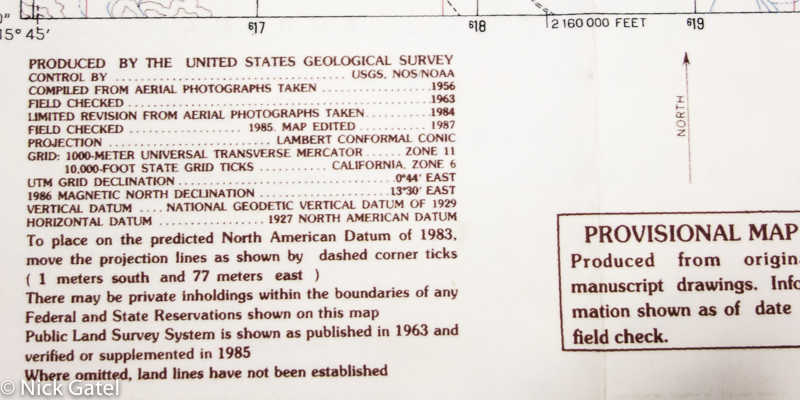 0"
15° 45'
⁶17
⁶18
2 160 000 FEET
⁶19
PRODUCED BY THE UNITED STATES GEOLOGICAL SURVEY
CONTROL BY .......... USGS, NOS/NOAA
COMPILED FROM AERIAL PHOTOGRAPHS TAKEN .......... 1956
FIELD CHECKED .......... 1963
LIMITED REVISION FROM AERIAL PHOTOGRAPHS TAKEN .......... 1984
FIELD CHECKED .......... 1985. MAP EDITED .......... 1987
PROJECTION .......... LAMBERT CONFORMAL CONIC
GRID: 1000-METER UNIVERSAL TRANSVERSE MERCATOR ..... ZONE 11
10,000-FOOT STATE GRID TICKS .......... CALIFORNIA, ZONE 6
UTM GRID DECLINATION .......... 0°44' EAST
1986 MAGNETIC NORTH DECLINATION .......... 13°30' EAST
VERTICAL DATUM .... NATIONAL GEODETIC VERTICAL DATUM OF 1929
HORIZONTAL DATUM .......... 1927 NORTH AMERICAN DATUM
To place on the predicted North American Datum of 1983,
move the projection lines as shown by dashed corner ticks
( 1 meters south and 77 meters east )
There may be private inholdings within the boundaries of any
Federal and State Reservations shown on this map
Public Land Survey System is shown as published in 1963 and
verified or supplemented in 1985
Where omitted, land lines have not been established
NORTH
PROVISIONAL MAP
Produced from origina
manuscript drawings. Info
mation shown as of date
field check.
© Nick Gatel